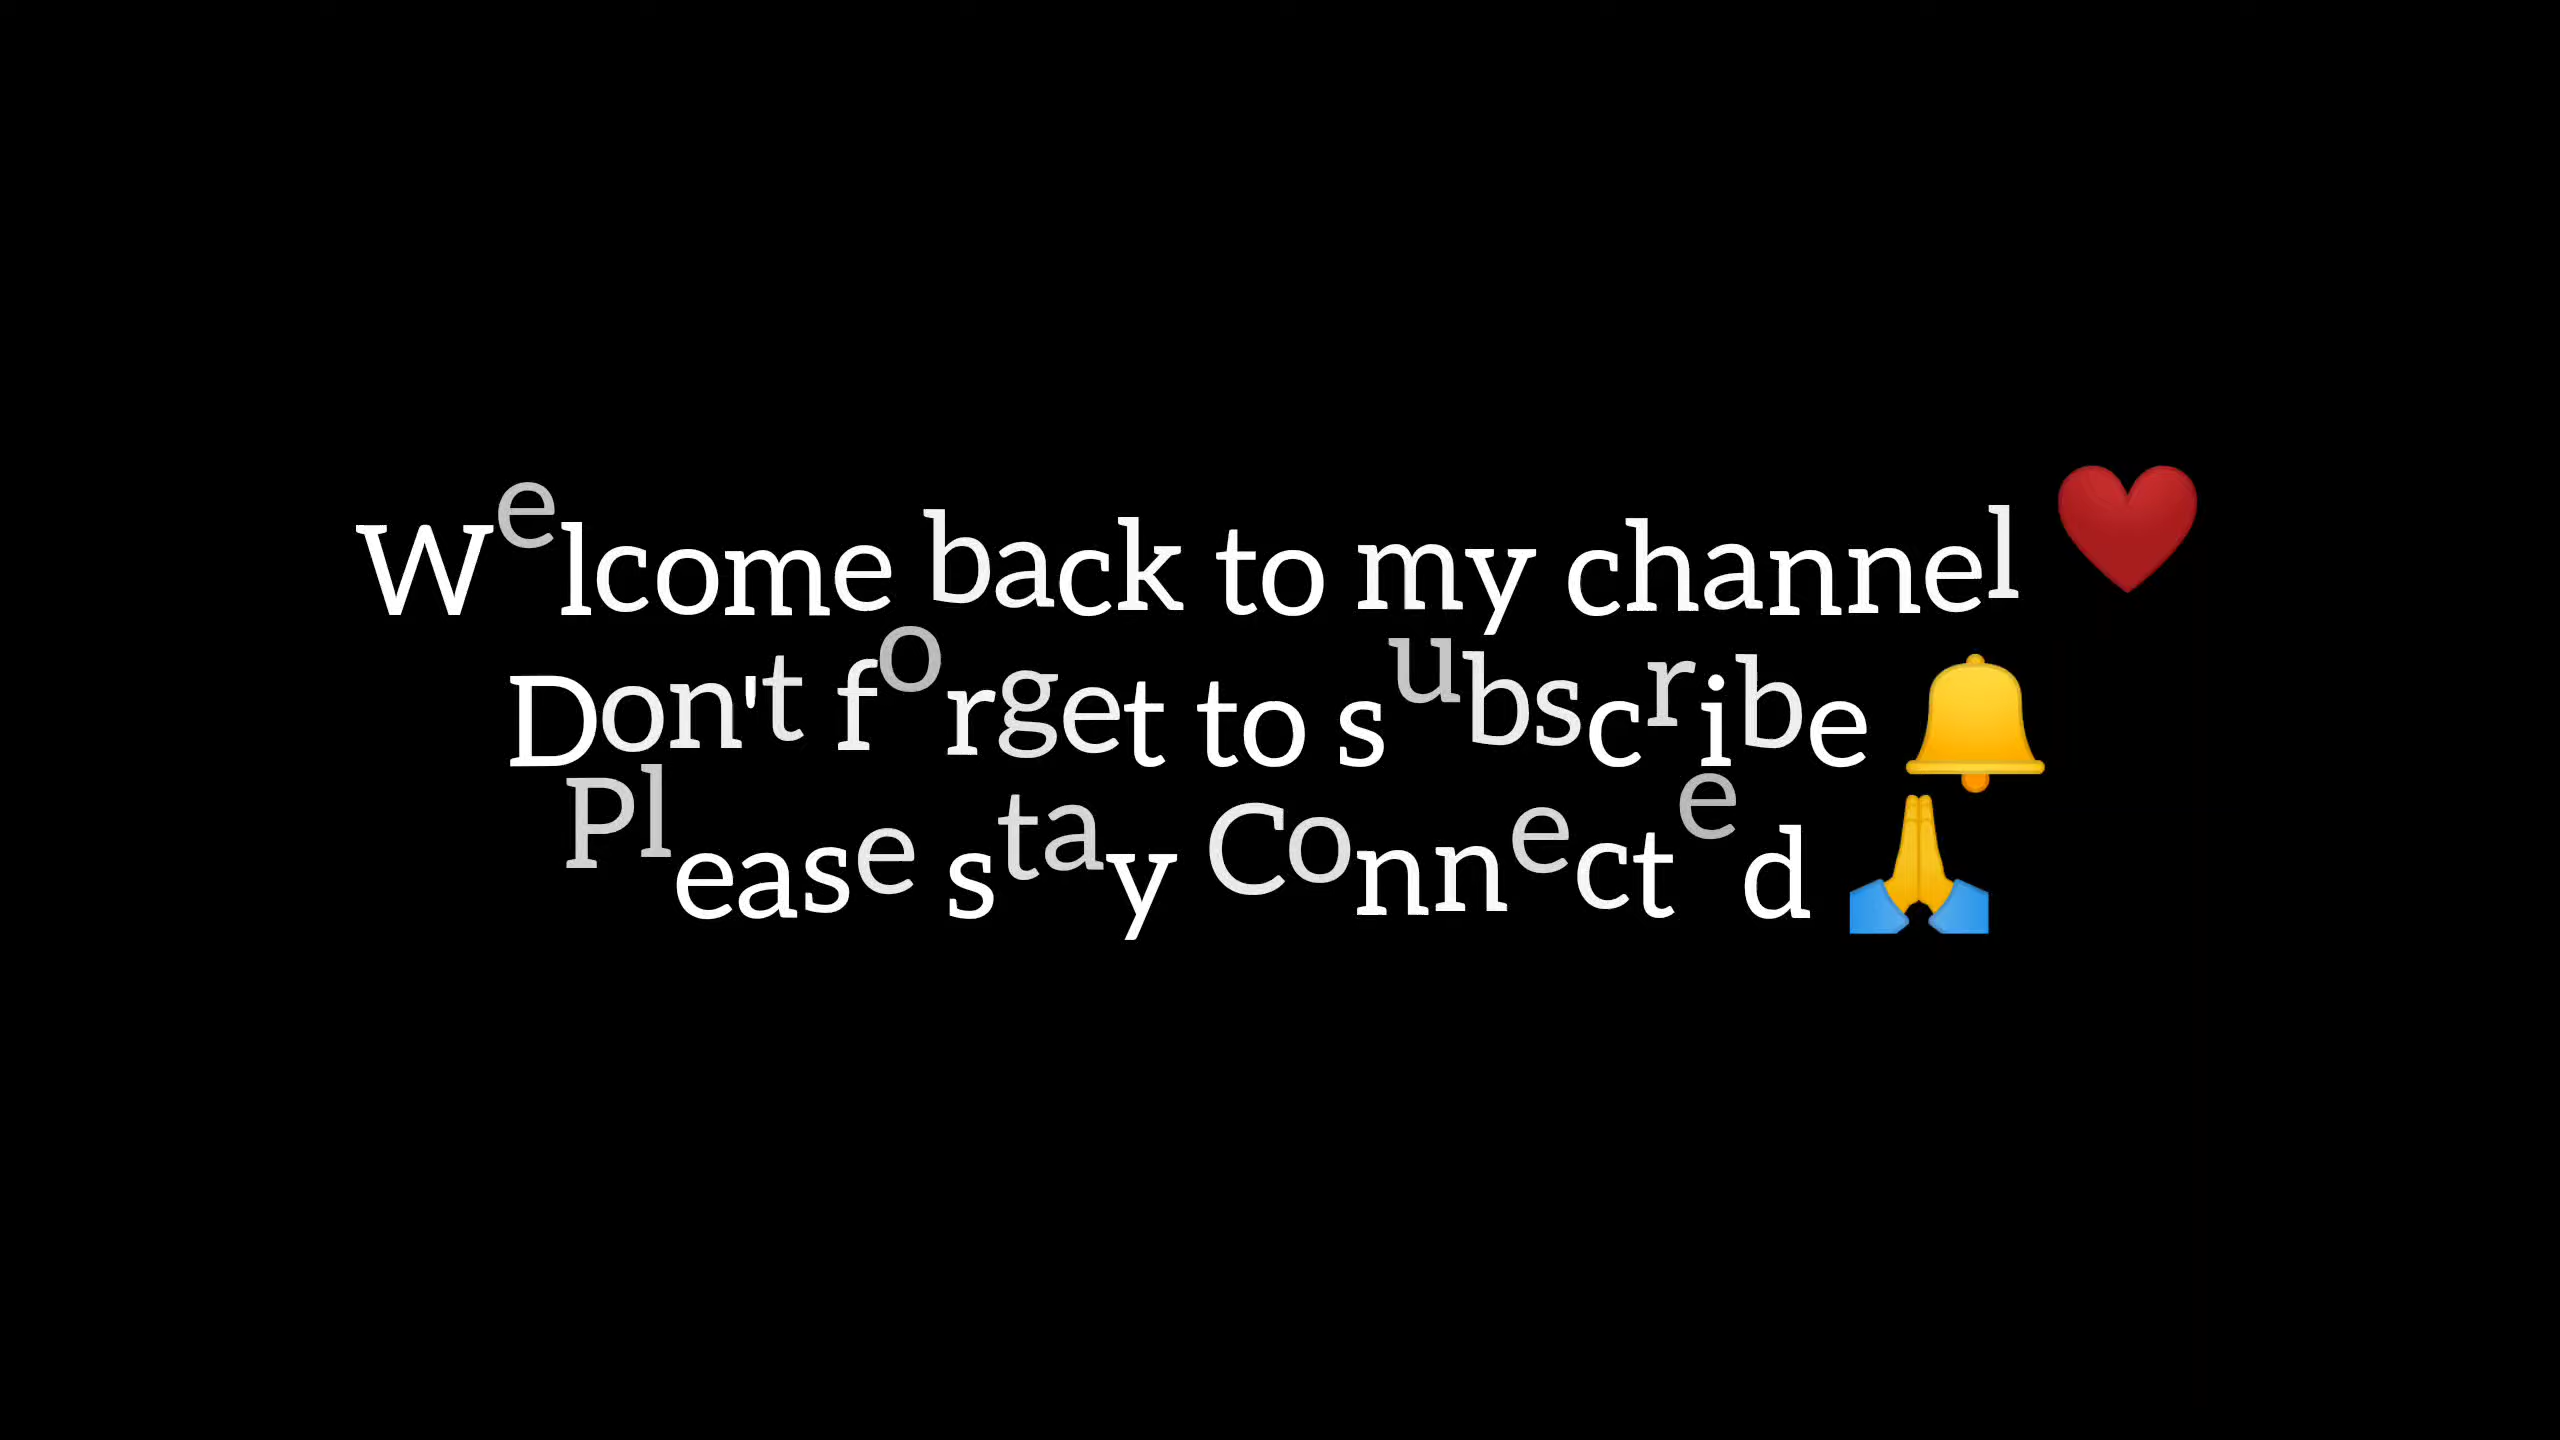 Welcome back to my channel ❤️
Don't forget to subscribe 🔔
Please stay Connected 🙏